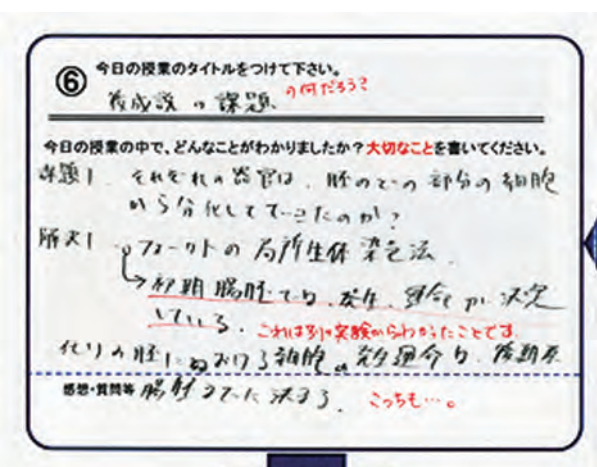 ⑥ 今日の授業のタイトルをつけて下さい。
後成説の課題 の何だろう?
今日の授業の中で、どんなことがわかりましたか?大切なことを書いてください。
課題1. それぞれの器官は、胚のどの部分の細胞
から分化してできたのか?
解決1 フォークトの局所生体染色法
→初期腸胚では、発生運命が決定
している。 これは別の実験からわかったことです。
イモリの胚における細胞の発生運命は、後期原
感想・質問等 腸胚までに決まる。 こっちも…。